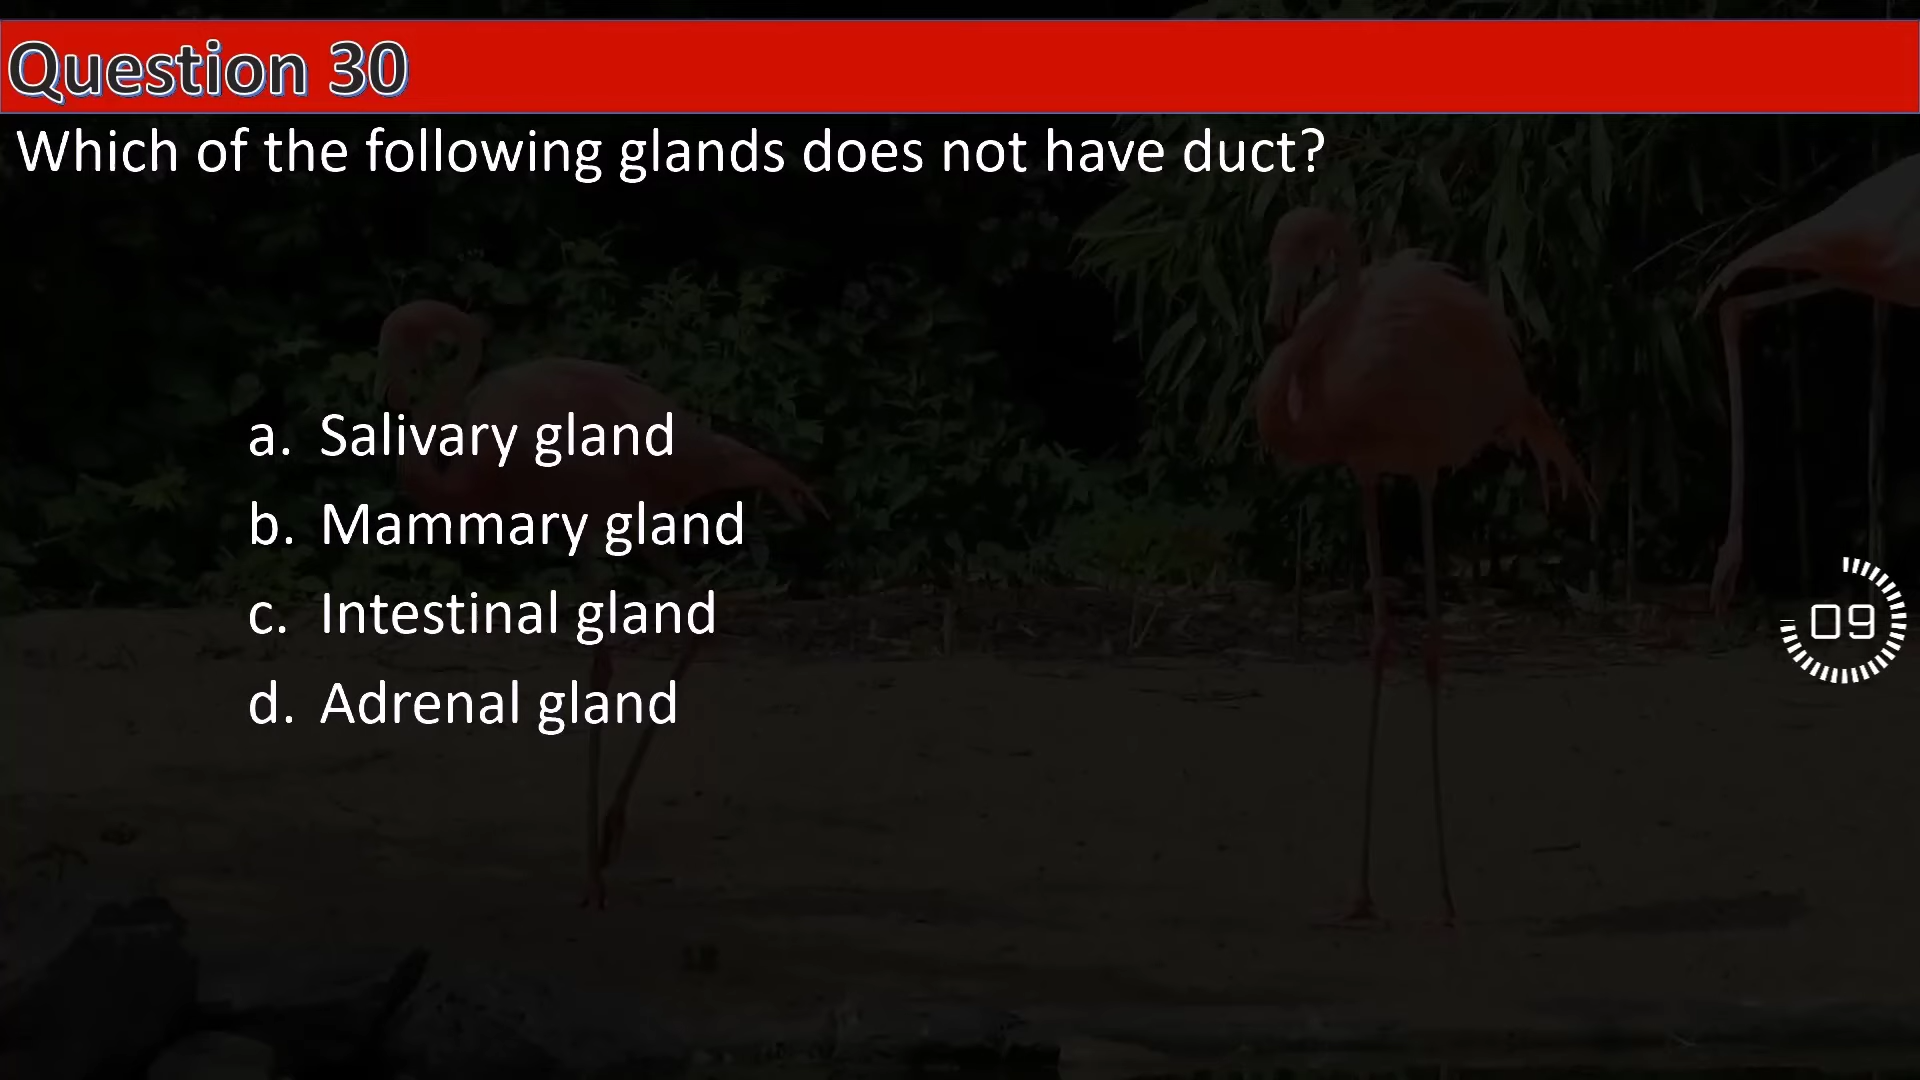 Question 30
Which of the following glands does not have duct?
a. Salivary gland
b. Mammary gland
c. Intestinal gland
d. Adrenal gland
09